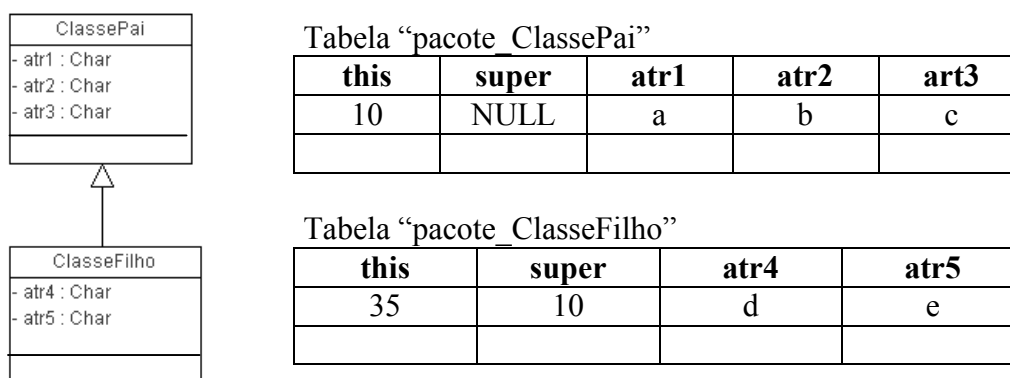 ClassePai
- atr1 : Char
- atr2 : Char
- atr3 : Char
ClasseFilho
- atr4 : Char
- atr5 : Char
Tabela “pacote_ClassePai”
this super atr1 atr2 art3
10 NULL a b c
Tabela “pacote_ClasseFilho”
this super atr4 atr5
35 10 d e